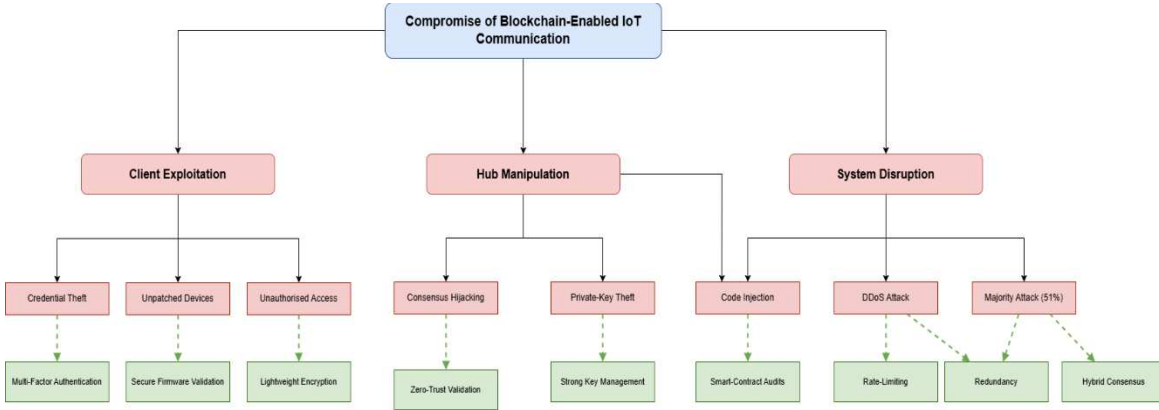 Compromise of Blockchain-Enabled IoT
Communication
Client Exploitation
Hub Manipulation
System Disruption
Credential Theft
Unpatched Devices
Unauthorised Access
Consensus Hijacking
Private-Key Theft
Code Injection
DDoS Attack
Majority Attack (51%)
Multi-Factor Authentication
Secure Firmware Validation
Lightweight Encryption
Zero-Trust Validation
Strong Key Management
Smart-Contract Audits
Rate-Limiting
Redundancy
Hybrid Consensus